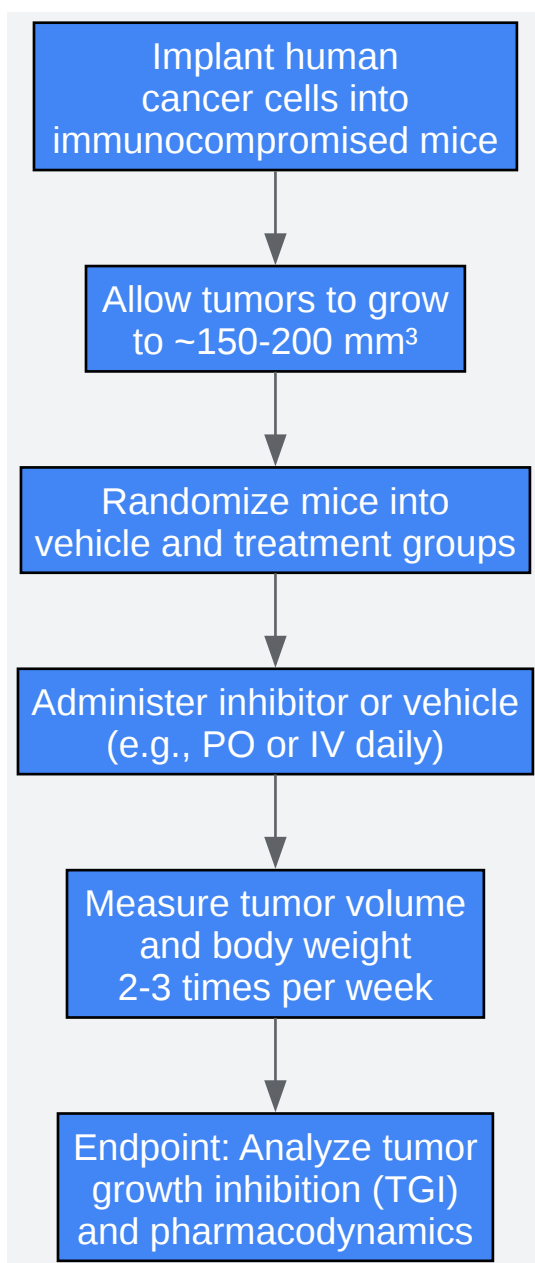 Implant human
cancer cells into
immunocompromised mice
Allow tumors to grow
to ~150-200 mm³
Randomize mice into
vehicle and treatment groups
Administer inhibitor or vehicle
(e.g., PO or IV daily)
Measure tumor volume
and body weight
2-3 times per week
Endpoint: Analyze tumor
growth inhibition (TGI)
and pharmacodynamics